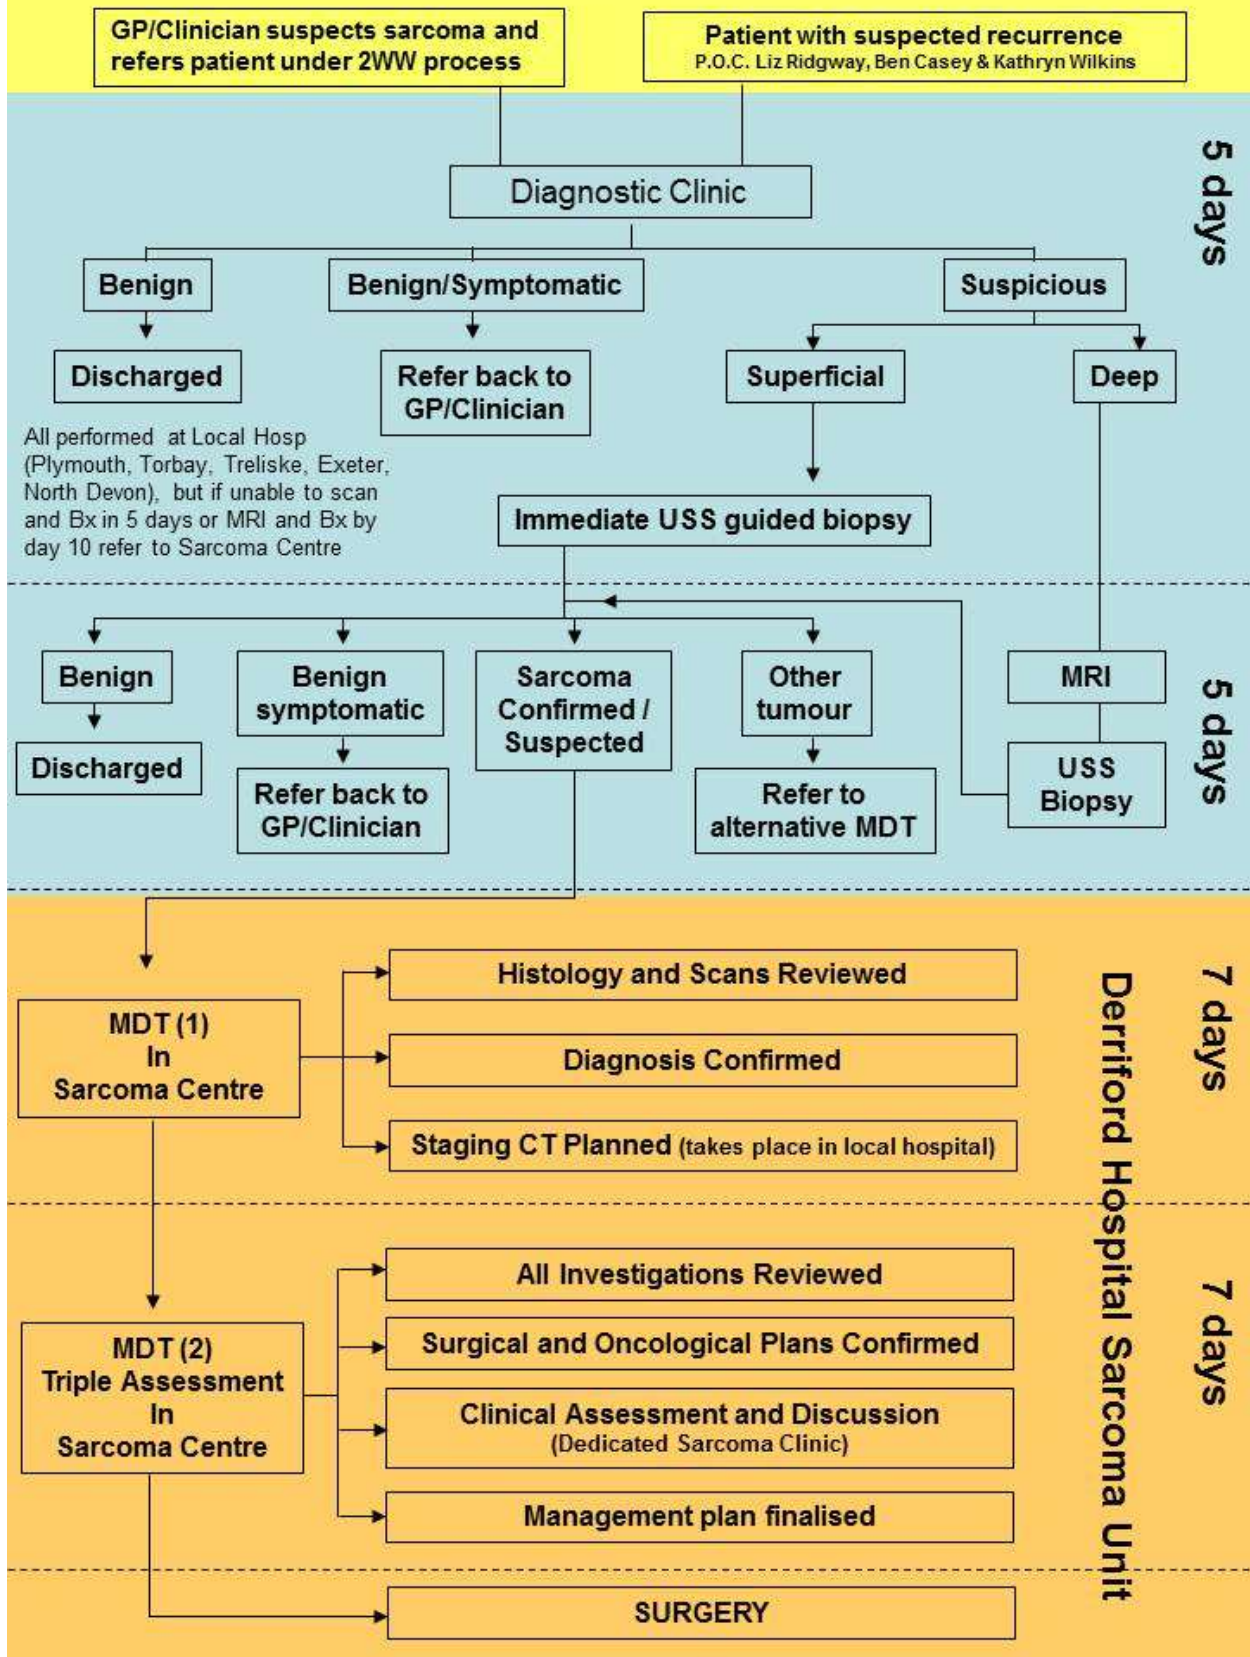 GP/Clinician suspects sarcoma and
refers patient under 2WW process
Patient with suspected recurrence
P.O.C. Liz Ridgway, Ben Casey & Kathryn Wilkins
5 days
Diagnostic Clinic
Benign
Benign/Symptomatic
Suspicious
Discharged
Refer back to
GP/Clinician
Superficial
Deep
All performed at Local Hosp
(Plymouth, Torbay, Treliske, Exeter,
North Devon), but if unable to scan
and Bx in 5 days or MRI and Bx by
day 10 refer to Sarcoma Centre
Immediate USS guided biopsy
5 days
Benign
Benign
symptomatic
Sarcoma
Confirmed /
Suspected
Other
tumour
MRI
Discharged
Refer back to
GP/Clinician
Refer to
alternative MDT
USS
Biopsy
Derriford Hospital Sarcoma Unit
7 days
MDT (1)
In
Sarcoma Centre
Histology and Scans Reviewed
Diagnosis Confirmed
Staging CT Planned (takes place in local hospital)
7 days
MDT (2)
Triple Assessment
In
Sarcoma Centre
All Investigations Reviewed
Surgical and Oncological Plans Confirmed
Clinical Assessment and Discussion
(Dedicated Sarcoma Clinic)
Management plan finalised
SURGERY